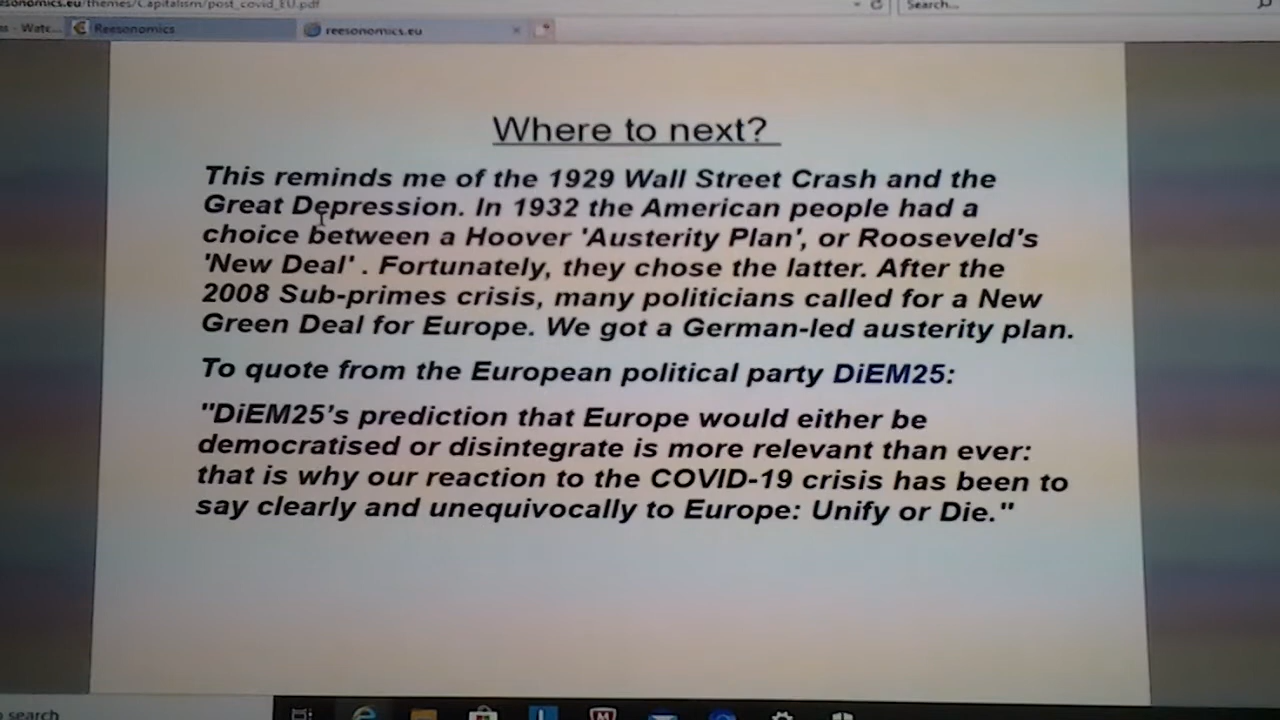 Search...
Reesonomics
reesonomics.eu
Where to next?
This reminds me of the 1929 Wall Street Crash and the
Great Depression. In 1932 the American people had a
choice between a Hoover 'Austerity Plan', or Rooseveld's
'New Deal' . Fortunately, they chose the latter. After the
2008 Sub-primes crisis, many politicians called for a New
Green Deal for Europe. We got a German-led austerity plan.
To quote from the European political party DiEM25:
"DiEM25's prediction that Europe would either be
democratised or disintegrate is more relevant than ever:
that is why our reaction to the COVID-19 crisis has been to
say clearly and unequivocally to Europe: Unify or Die."
search